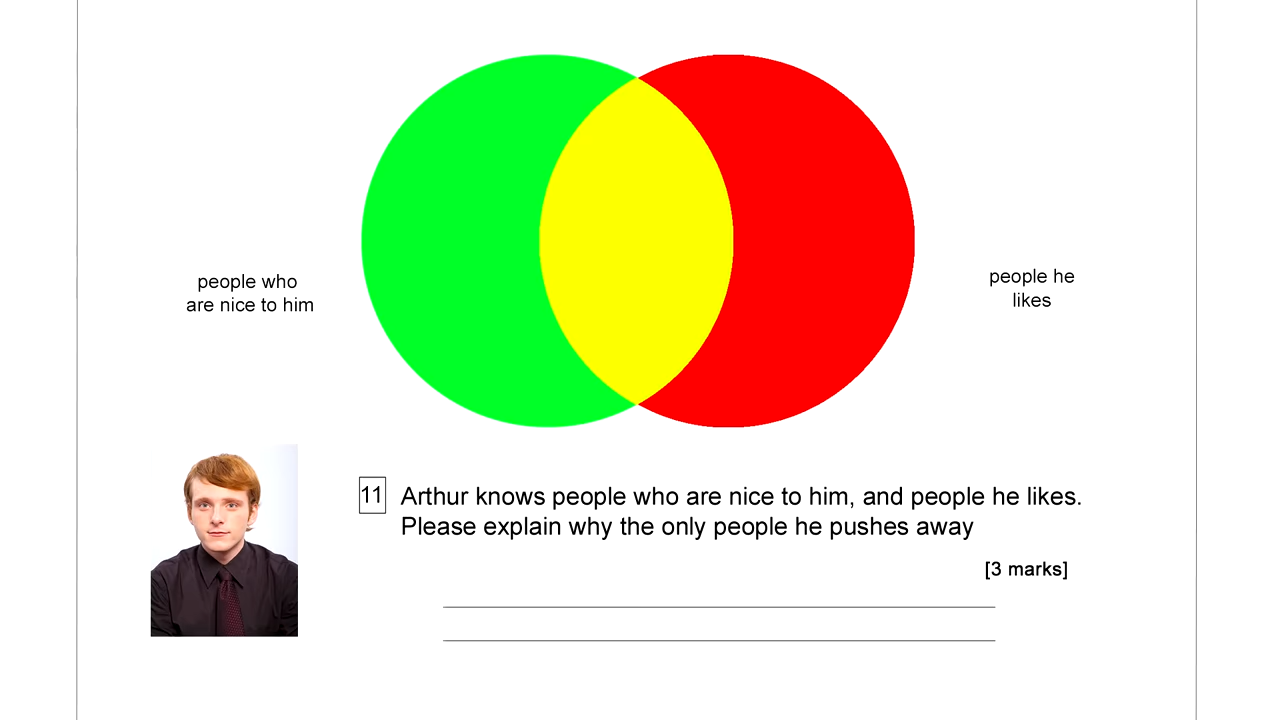 people who
are nice to him
people he
likes
11 Arthur knows people who are nice to him, and people he likes.
Please explain why the only people he pushes away
[3 marks]